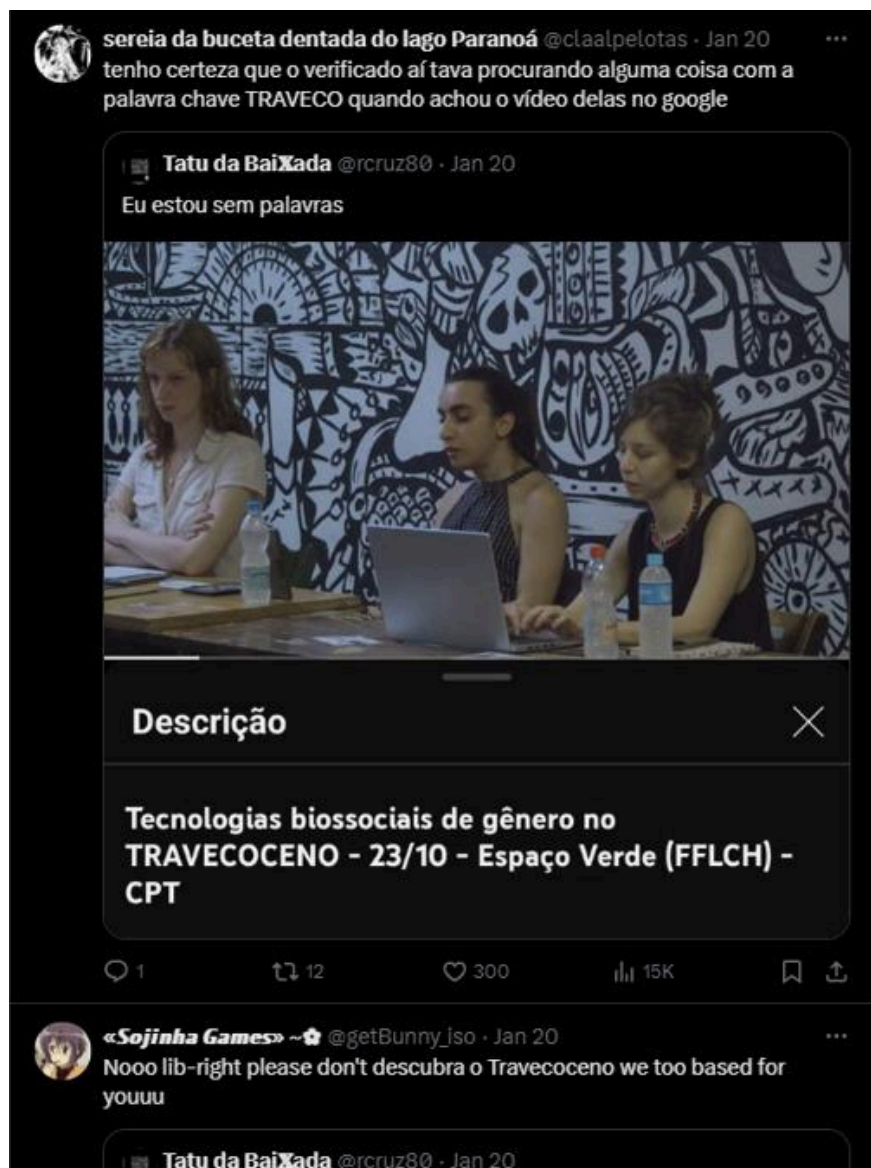 sereia da buceta dentada do lago Paranoá @claalpelotas · Jan 20
tenho certeza que o verificado aí tava procurando alguma coisa com a
palavra chave TRAVECO quando achou o vídeo delas no google
Tatu da BaiXada @rcruz80 · Jan 20
Eu estou sem palavras
Descrição
Tecnologias biossociais de gênero no
TRAVECOCENO - 23/10 - Espaço Verde (FFLCH) -
CPT
1 12 300 15K
«Sojinha Games» ~✿ @getBunny_iso · Jan 20
Nooo lib-right please don't descubra o Travecoceno we too based for
youuu
Tatu da BaiXada @rcruz80 · Jan 20